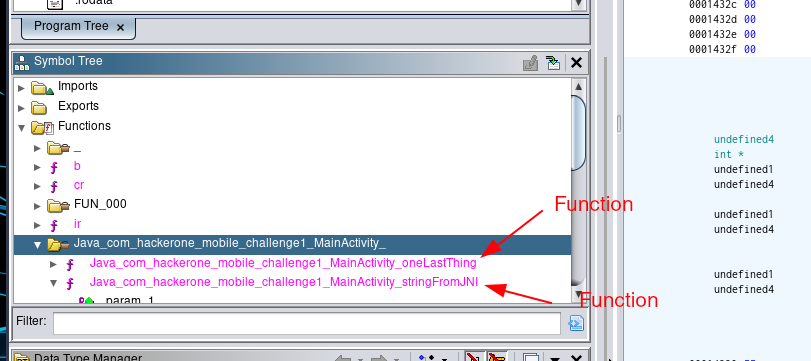 .rodata
Program Tree ×
Symbol Tree
Imports
Exports
Functions
_
b
cr
FUN_000
ir
Java_com_hackerone_mobile_challenge1_MainActivity_
Java_com_hackerone_mobile_challenge1_MainActivity_oneLastThing
Java_com_hackerone_mobile_challenge1_MainActivity_stringFromJNI
param_1
Filter:
Data Type Manager
Function
Function
0001432c 00
0001432d 00
0001432e 00
0001432f 00
undefined4
int *
undefined1
undefined4
undefined1
undefined4
undefined1
undefined4